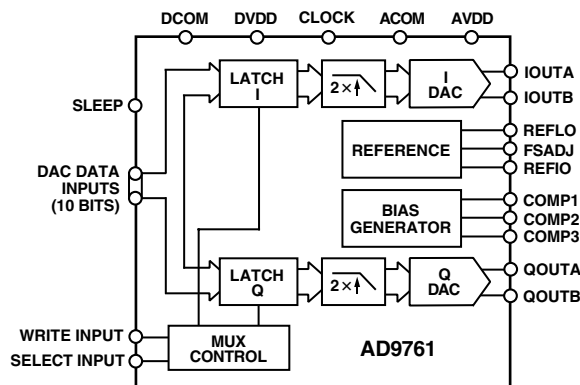 DCOM DVDD CLOCK ACOM AVDD
LATCH
I
2×
I
DAC
IOUTA
IOUTB
SLEEP
REFERENCE
REFLO
FSADJ
REFIO
DAC DATA
INPUTS
(10 BITS)
BIAS
GENERATOR
COMP1
COMP2
COMP3
LATCH
Q
2×
Q
DAC
QOUTA
QOUTB
WRITE INPUT
SELECT INPUT
MUX
CONTROL
AD9761